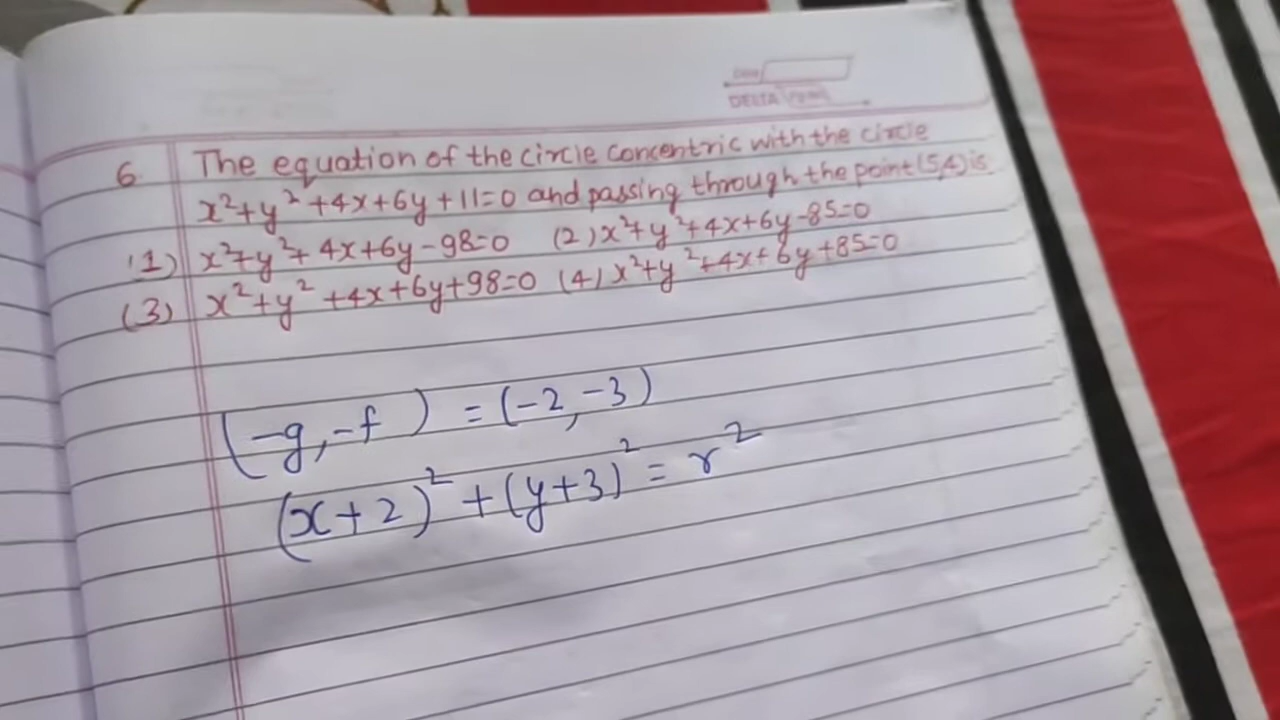 DELTA
6. The equation of the circle concentric with the circle
x²+y²+4x+6y+11=0 and passing through the point (5,4) is
(1) x²+y²+4x+6y-98=0 (2) x²+y²+4x+6y-85=0
(3) x²+y²+4x+6y+98=0 (4) x²+y²+4x+6y+85=0
(-g,-f) = (-2,-3)
(x+2)²+(y+3)²=r²